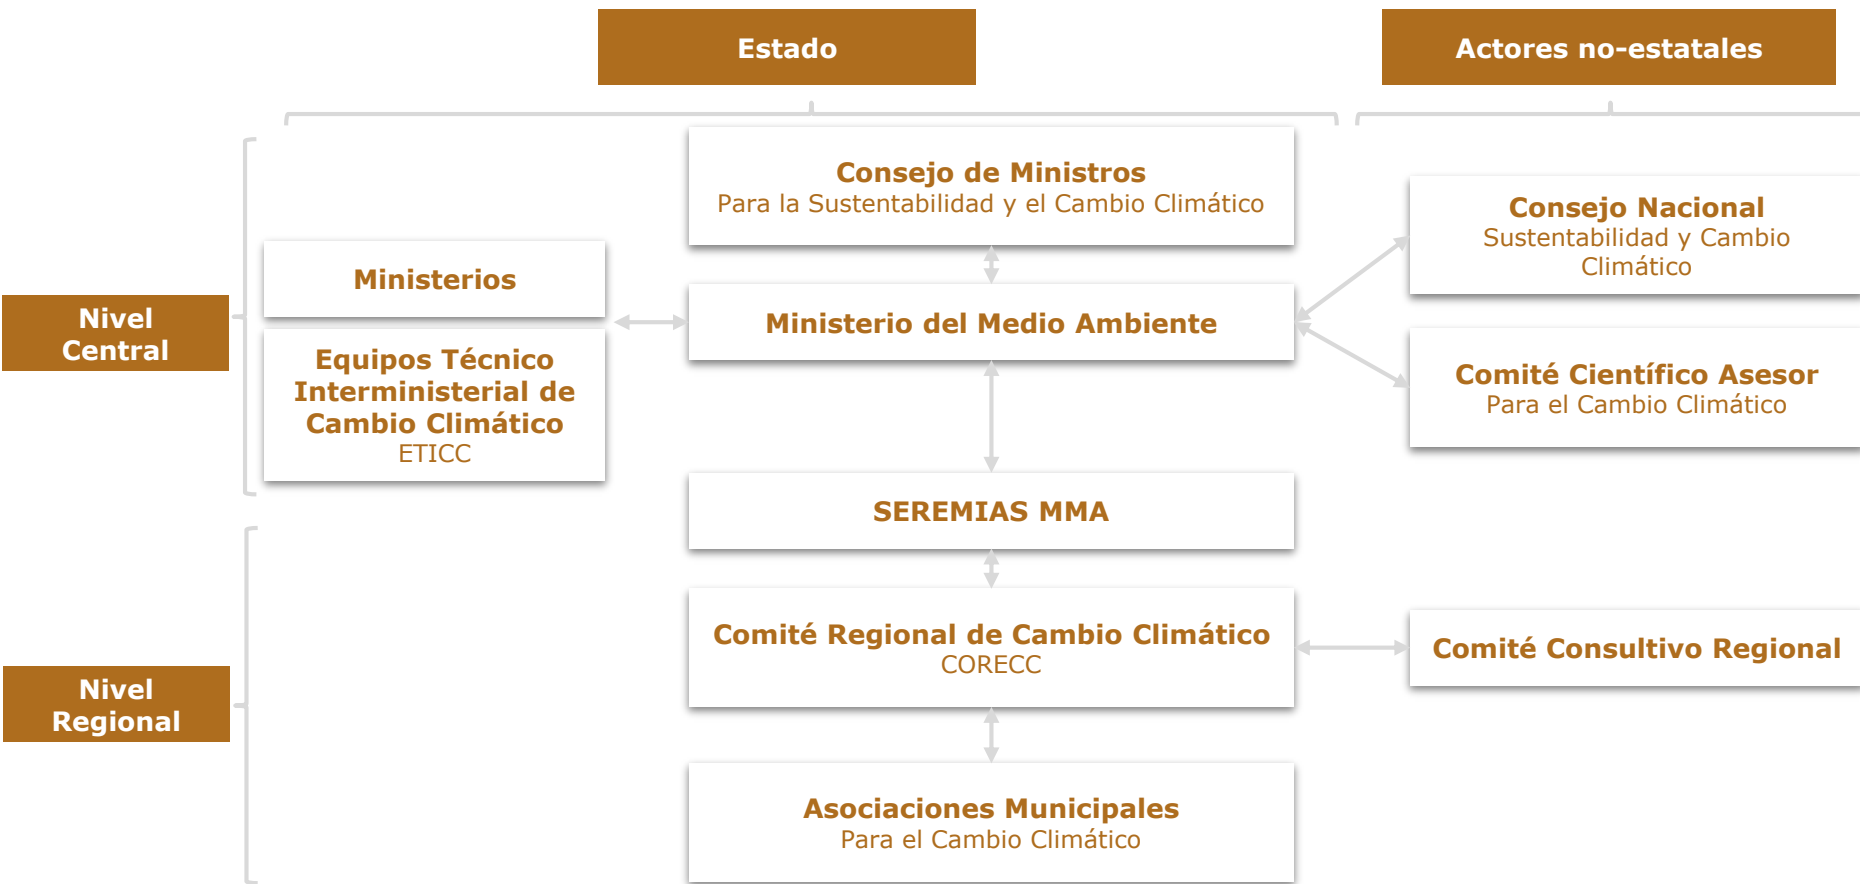 Estado
Actores no-estatales
Consejo de Ministros
Para la Sustentabilidad y el Cambio Climático
Consejo Nacional
Sustentabilidad y Cambio
Climático
Ministerios
Nivel
Central
Ministerio del Medio Ambiente
Equipos Técnico
Interministerial de
Cambio Climático
ETICC
Comité Científico Asesor
Para el Cambio Climático
SEREMIAS MMA
Nivel
Regional
Comité Regional de Cambio Climático
CORECC
Comité Consultivo Regional
Asociaciones Municipales
Para el Cambio Climático